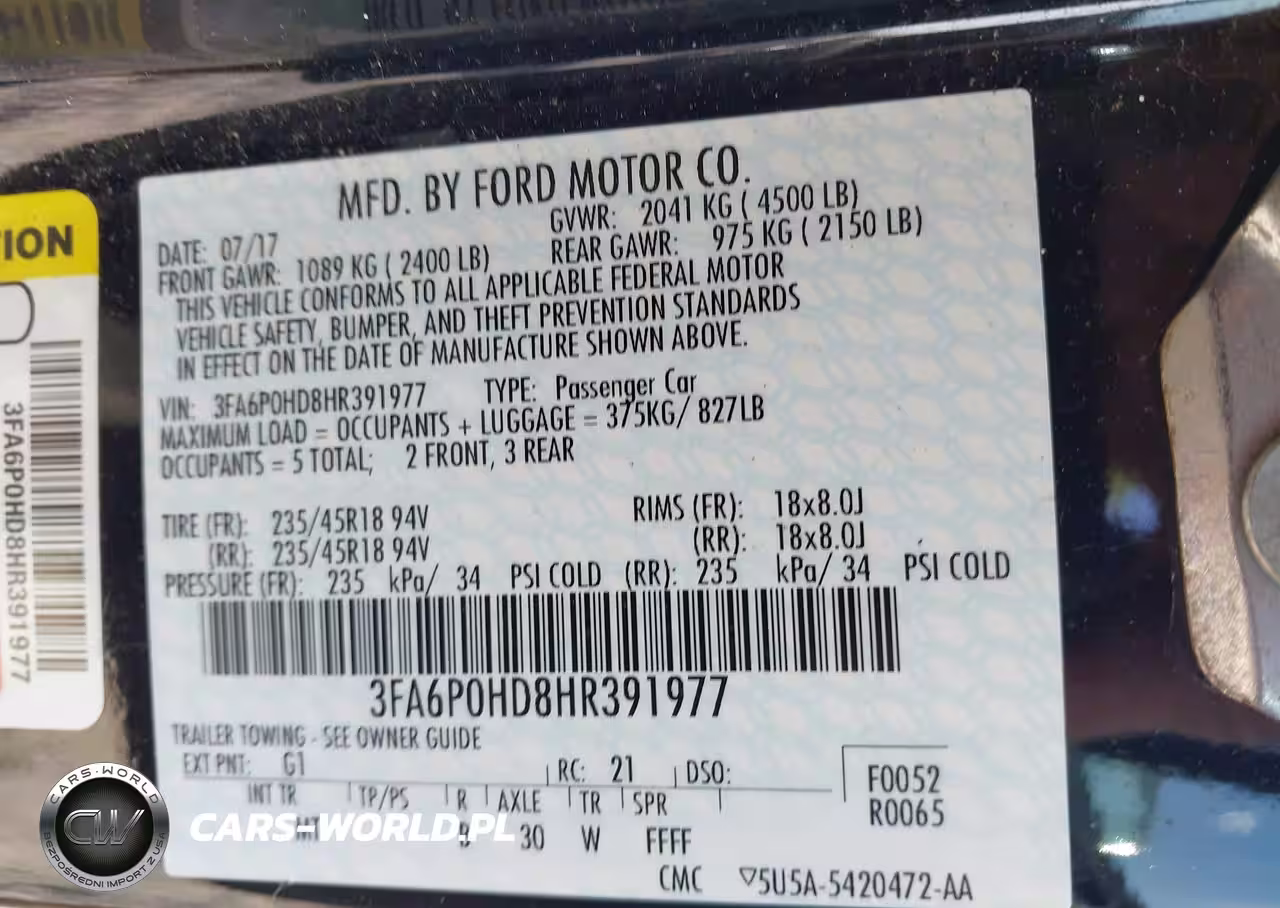 MFD. BY FORD MOTOR CO.
DATE: 07/17 GVWR: 2041 KG ( 4500 LB)
FRONT GAWR: 1089 KG ( 2400 LB) REAR GAWR: 975 KG ( 2150 LB)
THIS VEHICLE CONFORMS TO ALL APPLICABLE FEDERAL MOTOR
VEHICLE SAFETY, BUMPER, AND THEFT PREVENTION STANDARDS
IN EFFECT ON THE DATE OF MANUFACTURE SHOWN ABOVE.
VIN: 3FA6P0HD8HR391977 TYPE: Passenger Car
MAXIMUM LOAD = OCCUPANTS + LUGGAGE = 375KG/ 827LB
OCCUPANTS = 5 TOTAL; 2 FRONT, 3 REAR
TIRE (FR): 235/45R18 94V RIMS (FR): 18x8.0J
(RR): 235/45R18 94V (RR): 18x8.0J
PRESSURE (FR): 235 kPa/ 34 PSI COLD (RR): 235 kPa/ 34 PSI COLD
3FA6P0HD8HR391977
TRAILER TOWING - SEE OWNER GUIDE
EXT PNT: G1 RC: 21 DSO:
INT TR TP/PS R AXLE TR SPR
30 W FFFF
F0052
R0065
CMC ▽5U5A-5420472-AA
TION
3FA6P0HD8HR391977
CARS-WORLD
CW
BEZPOŚREDNI IMPORT Z USA
CARS-WORLD.PL